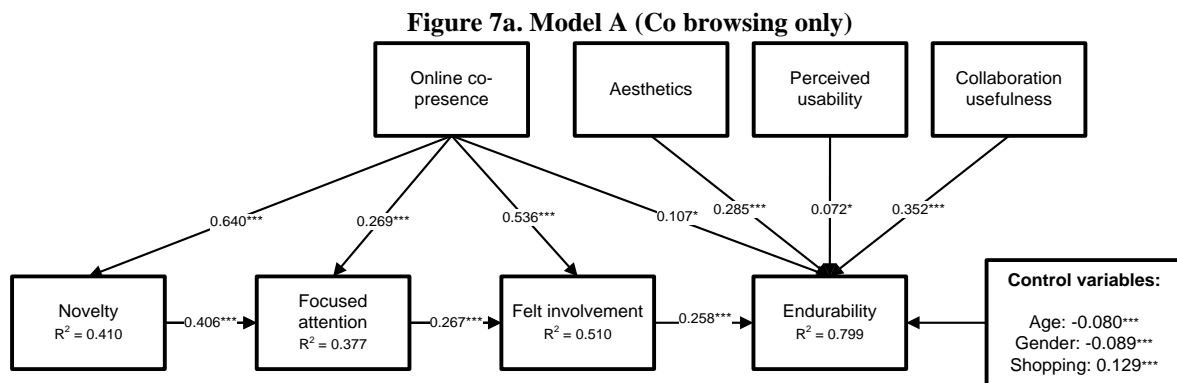 Figure 7a. Model A (Co browsing only)
Online co-
presence
Aesthetics
Perceived
usability
Collaboration
usefulness
0.640***
0.269***
0.536***
0.107*
0.285***
0.072*
0.352***
Novelty
R² = 0.410
0.406***
Focused
attention
R² = 0.377
0.267***
Felt involvement
R² = 0.510
0.258***
Endurability
R² = 0.799
Control variables:
Age: -0.080***
Gender: -0.089***
Shopping: 0.129***